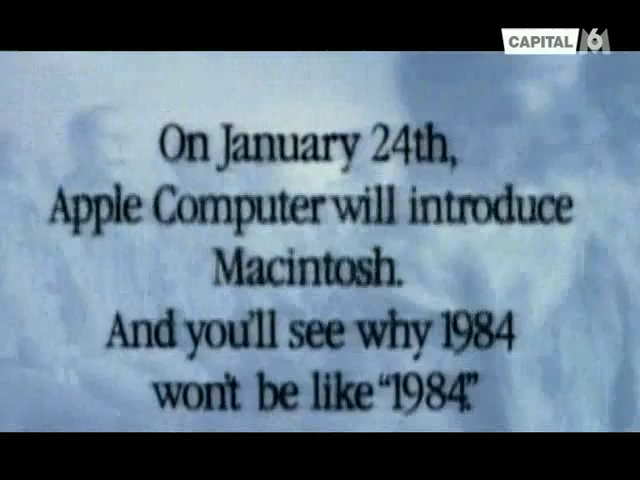 CAPITAL M6
On January 24th,
Apple Computer will introduce
Macintosh.
And you'll see why 1984
won't be like "1984."